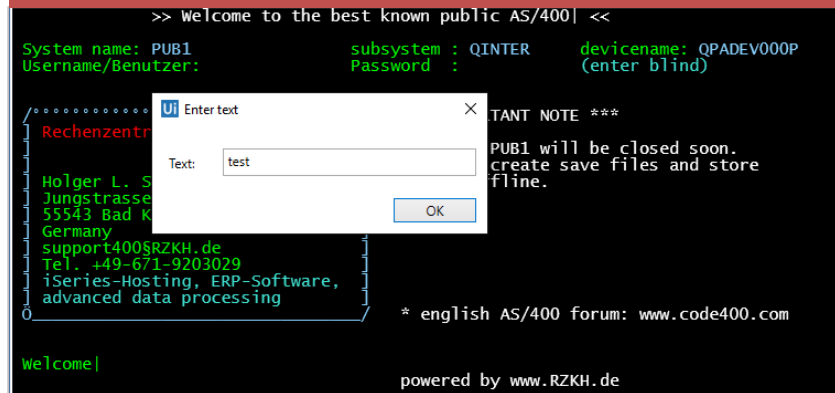 >> Welcome to the best known public AS/400| <<
System name: PUB1 subsystem : QINTER devicename: QPADEV000P
Username/Benutzer: Password : (enter blind)
Ui Enter text
TANT NOTE ***
Rechenzentr
PUB1 will be closed soon.
Text: test
create save files and store
Holger L. S
fline.
Jungstrasse
OK
55543 Bad K
Germany
support400§RZKH.de
Tel. +49-671-9203029
iSeries-Hosting, ERP-Software,
advanced data processing
* english AS/400 forum: www.code400.com
Welcome|
powered by www.RZKH.de